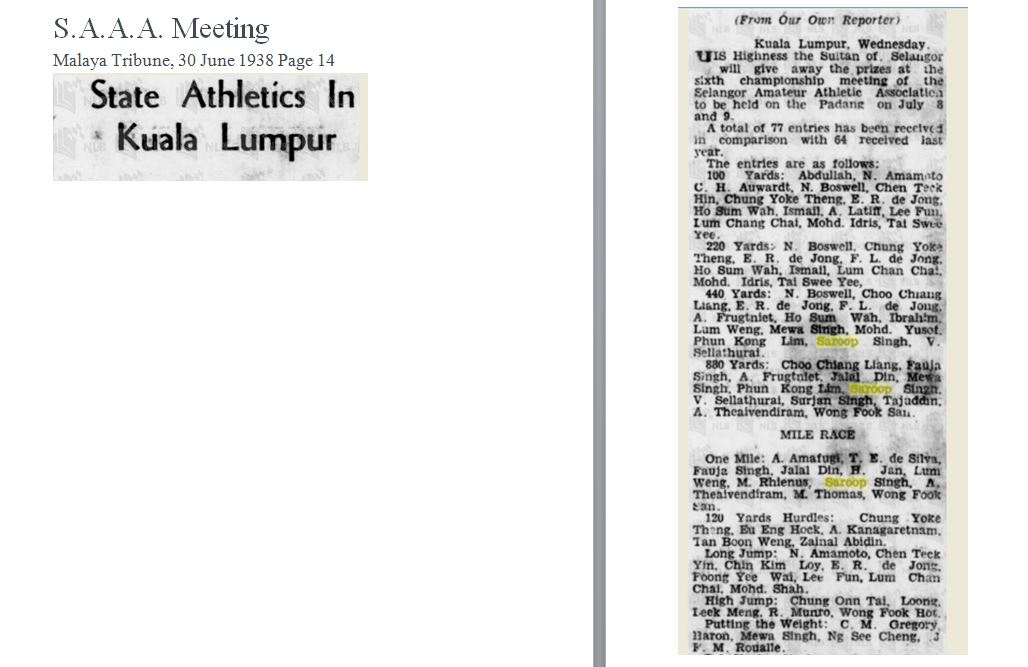 S.A.A.A. Meeting
Malaya Tribune, 30 June 1938 Page 14
State Athletics In
Kuala Lumpur
(From Our Own Reporter)
Kuala Lumpur, Wednesday.
HIS Highness the Sultan of. Selangor
will give away the prizes at the
sixth championship meeting of the
Selangor Amateur Athletic Association
to be held on the Padang on July 8
and 9.
A total of 77 entries has been received
in comparison with 64 received last
year.
The entries are as follows:
100 Yards: Abdullah, N. Amamoto
C. H. Auwardt, N. Boswell, Chen Teck
Hin, Chung Yoke Theng, E. R. de Jong,
Ho Sum Wah, Ismail, A. Latiff, Lee Fun,
Lum Chang Chai, Mohd. Idris, Tai Swee
Yee.
220 Yards: N. Boswell, Chung Yoke
Theng, E. R. de Jong, F. L. de Jong,
Ho Sum Wah, Ismail, Lum Chan Chai,
Mohd. Idris, Tai Swee Yee,
440 Yards: N. Boswell, Choo Chiang
Liang, E. R. de Jong, F. L. de Jong,
A. Frugtniet, Ho Sum Wah, Ibrahim,
Lum Weng, Mewa Singh, Mohd. Yusof,
Phun Kong Lim, Saroop Singh, V.
Sellathurai.
880 Yards: Choo Chiang Liang, Fauja
Singh, A. Frugtniet, Jalal Din, Mewa
Singh, Phun Kong Lim, Saroop Singh,
V. Sellathurai, Surjan Singh, Tajuddin,
A. Theaivendiram, Wong Fook San.
MILE RACE
One Mile: A. Amafugi, T. E. de Silva,
Fauja Singh, Jalal Din, H. Jan, Lum
Weng, M. Rhienus, Saroop Singh, A.
Theaivendiram, M. Thomas, Wong Fook
San.
120 Yards Hurdles: Chung Yoke
Theng, Eu Eng Hock, A. Kanagaretnam,
Tan Boon Weng, Zainal Abidin.
Long Jump: N. Amamoto, Chen Teck
Yin, Chin Kim Loy, E. R. de Jong,
Foong Yee Wai, Lee Fun, Lum Chan
Chai, Mohd. Shah.
High Jump: Chung Onn Tai, Loong
Leek Meng, R. Munro, Wong Fook Hoi.
Putting the Weight: C. M. Gregory
Haron, Mewa Singh, Ng See Cheng, J
F. M. Roualle.